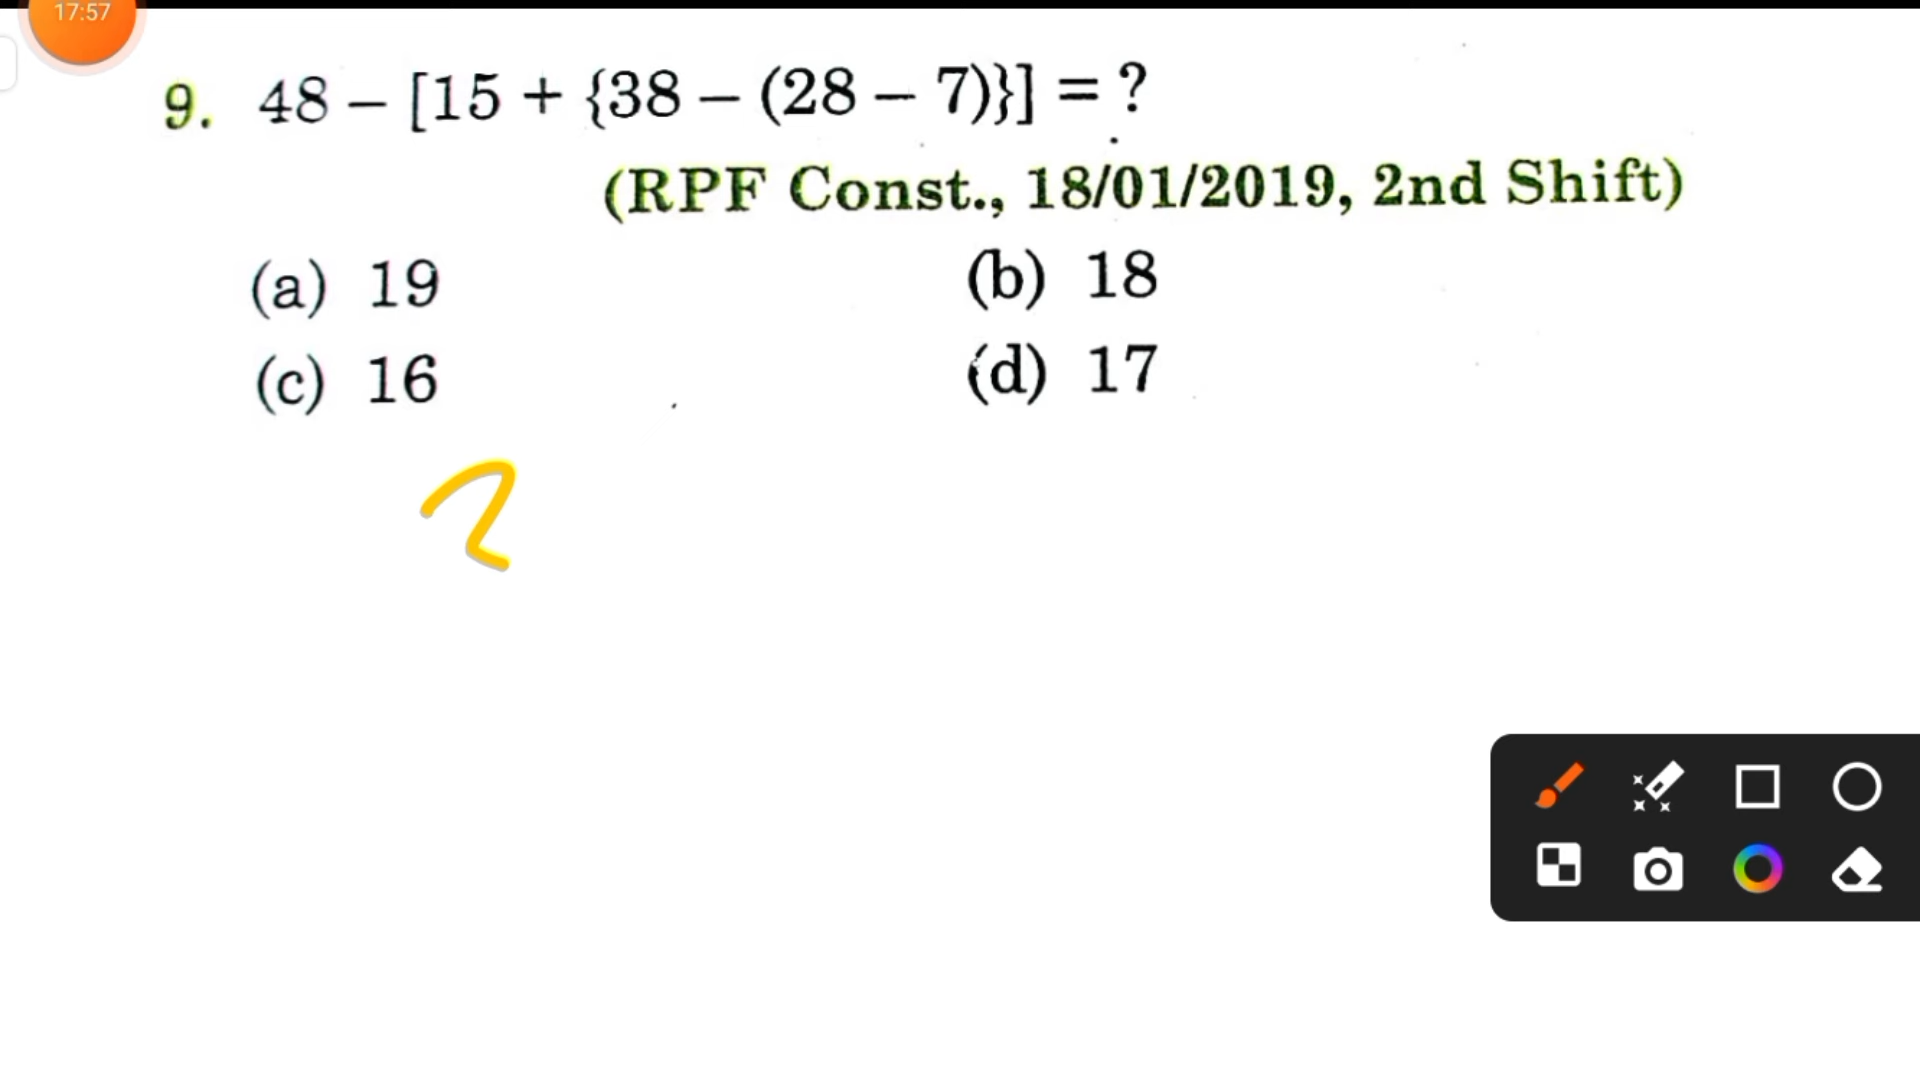 17:57
9. 48 – [15 + {38 – (28 – 7)}] = ?
(RPF Const., 18/01/2019, 2nd Shift)
(a) 19 (b) 18
(c) 16 (d) 17
2